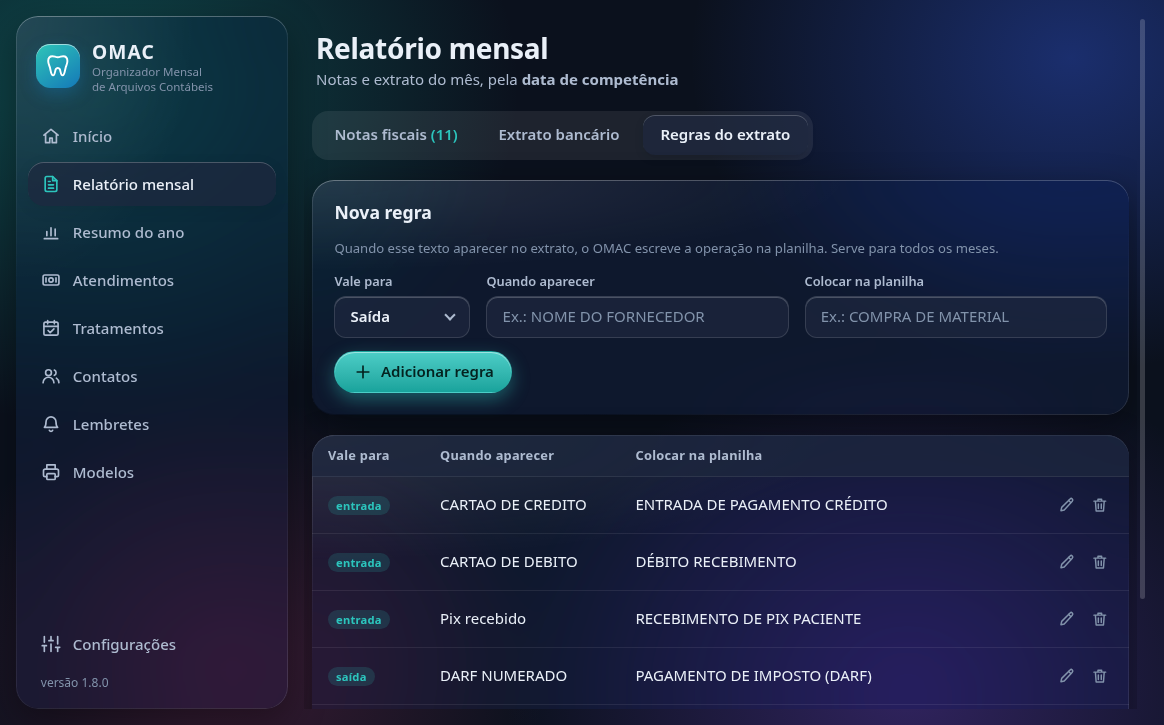 OMAC
Organizador Mensal
de Arquivos Contábeis
Início
Relatório mensal
Resumo do ano
Atendimentos
Tratamentos
Contatos
Lembretes
Modelos
Configurações
versão 1.8.0
Relatório mensal
Notas e extrato do mês, pela data de competência
Notas fiscais (11) Extrato bancário Regras do extrato
Nova regra
Quando esse texto aparecer no extrato, o OMAC escreve a operação na planilha. Serve para todos os meses.
Vale para Quando aparecer Colocar na planilha
Saída Ex.: NOME DO FORNECEDOR Ex.: COMPRA DE MATERIAL
Adicionar regra
Vale para Quando aparecer Colocar na planilha
entrada CARTAO DE CREDITO ENTRADA DE PAGAMENTO CRÉDITO
entrada CARTAO DE DEBITO DÉBITO RECEBIMENTO
entrada Pix recebido RECEBIMENTO DE PIX PACIENTE
saída DARF NUMERADO PAGAMENTO DE IMPOSTO (DARF)